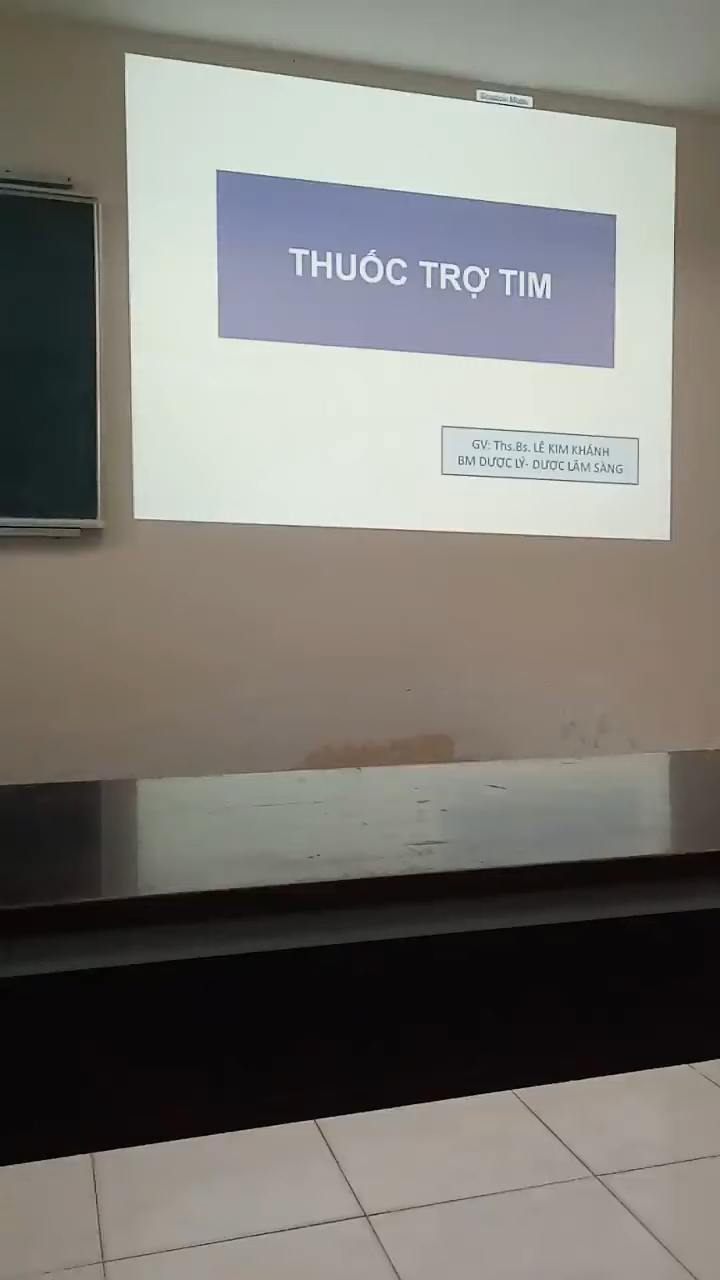 THUỐC TRỢ TIM
GV: Ths.Bs. LÊ KIM KHÁNH
BM DƯỢC LÝ- DƯỢC LÂM SÀNG